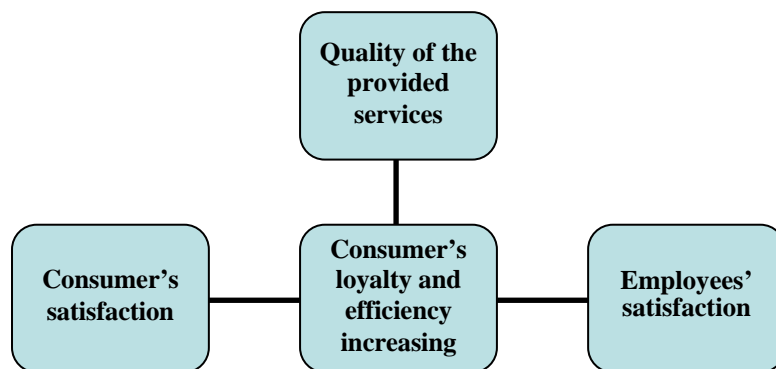 Quality of the
provided
services
Consumer’s
satisfaction
Consumer’s
loyalty and
efficiency
increasing
Employees’
satisfaction